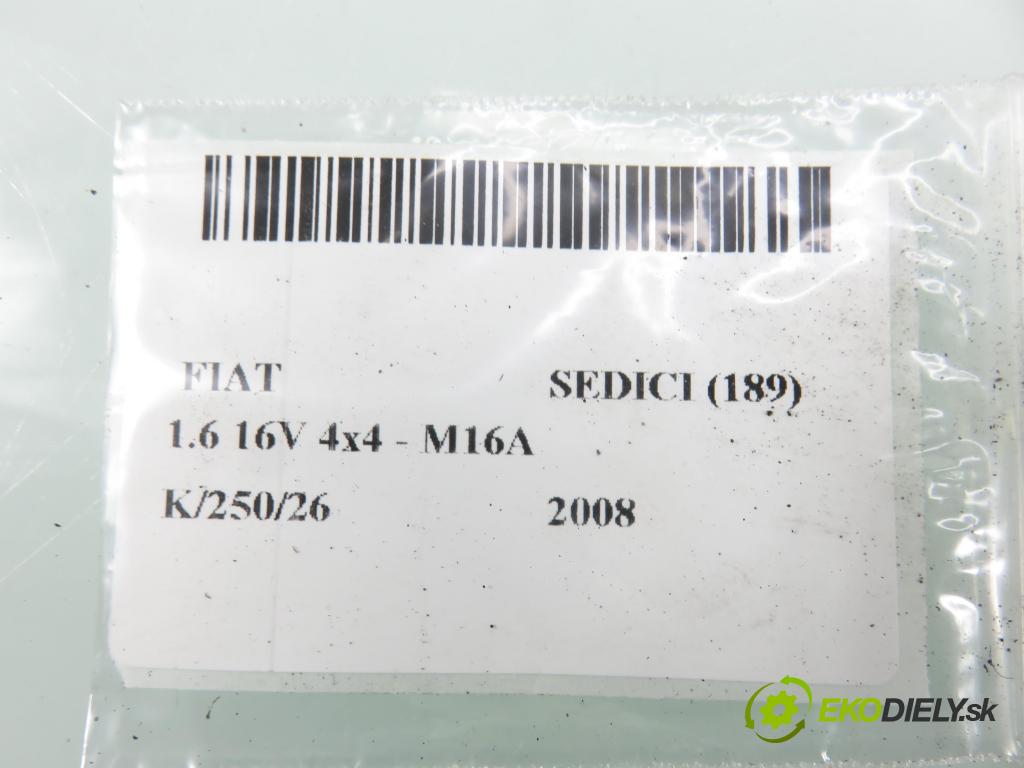 FIAT SEDICI (189)
1.6 16V 4x4 - M16A
K/250/26 2008
EKODIELY.sk